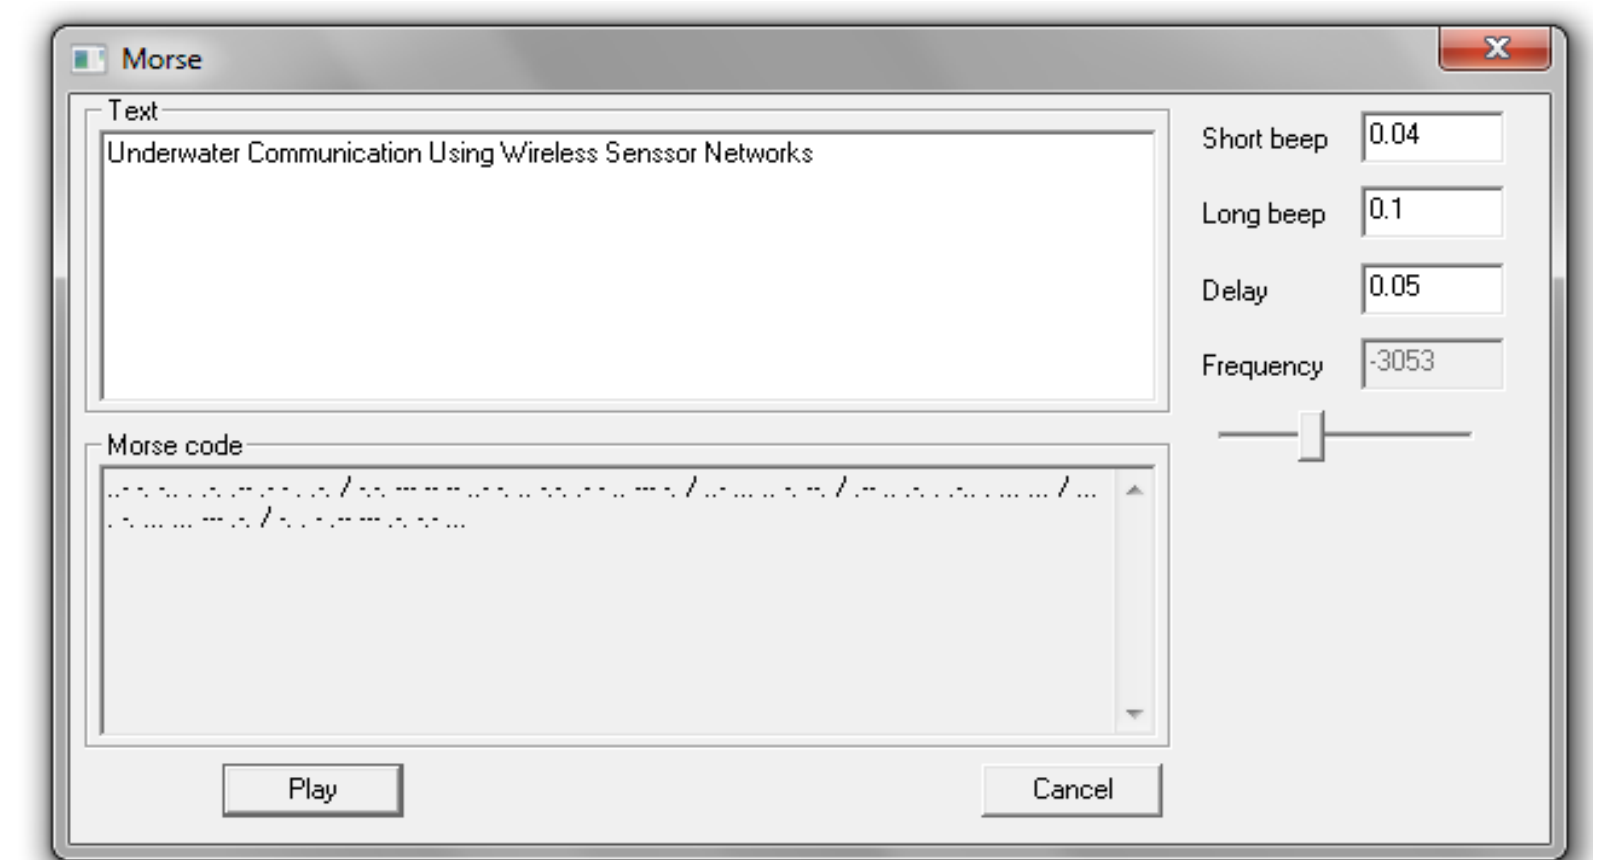 Morse
Text
Underwater Communication Using Wireless Senssor Networks
Short beep 0.04
Long beep 0.1
Delay 0.05
Frequency -3053
Morse code
..- -. -.. . .-. .-- .- - . .-. / -.-. --- -- -- ..- -. .. -.-. .- - .. --- -. / ..- ... .. -. --. / .-- .. .-. . .-.. . ... ... / ...
. -. ... ... --- .-. / -. . - .-- --- .-. -.- ...
Play Cancel